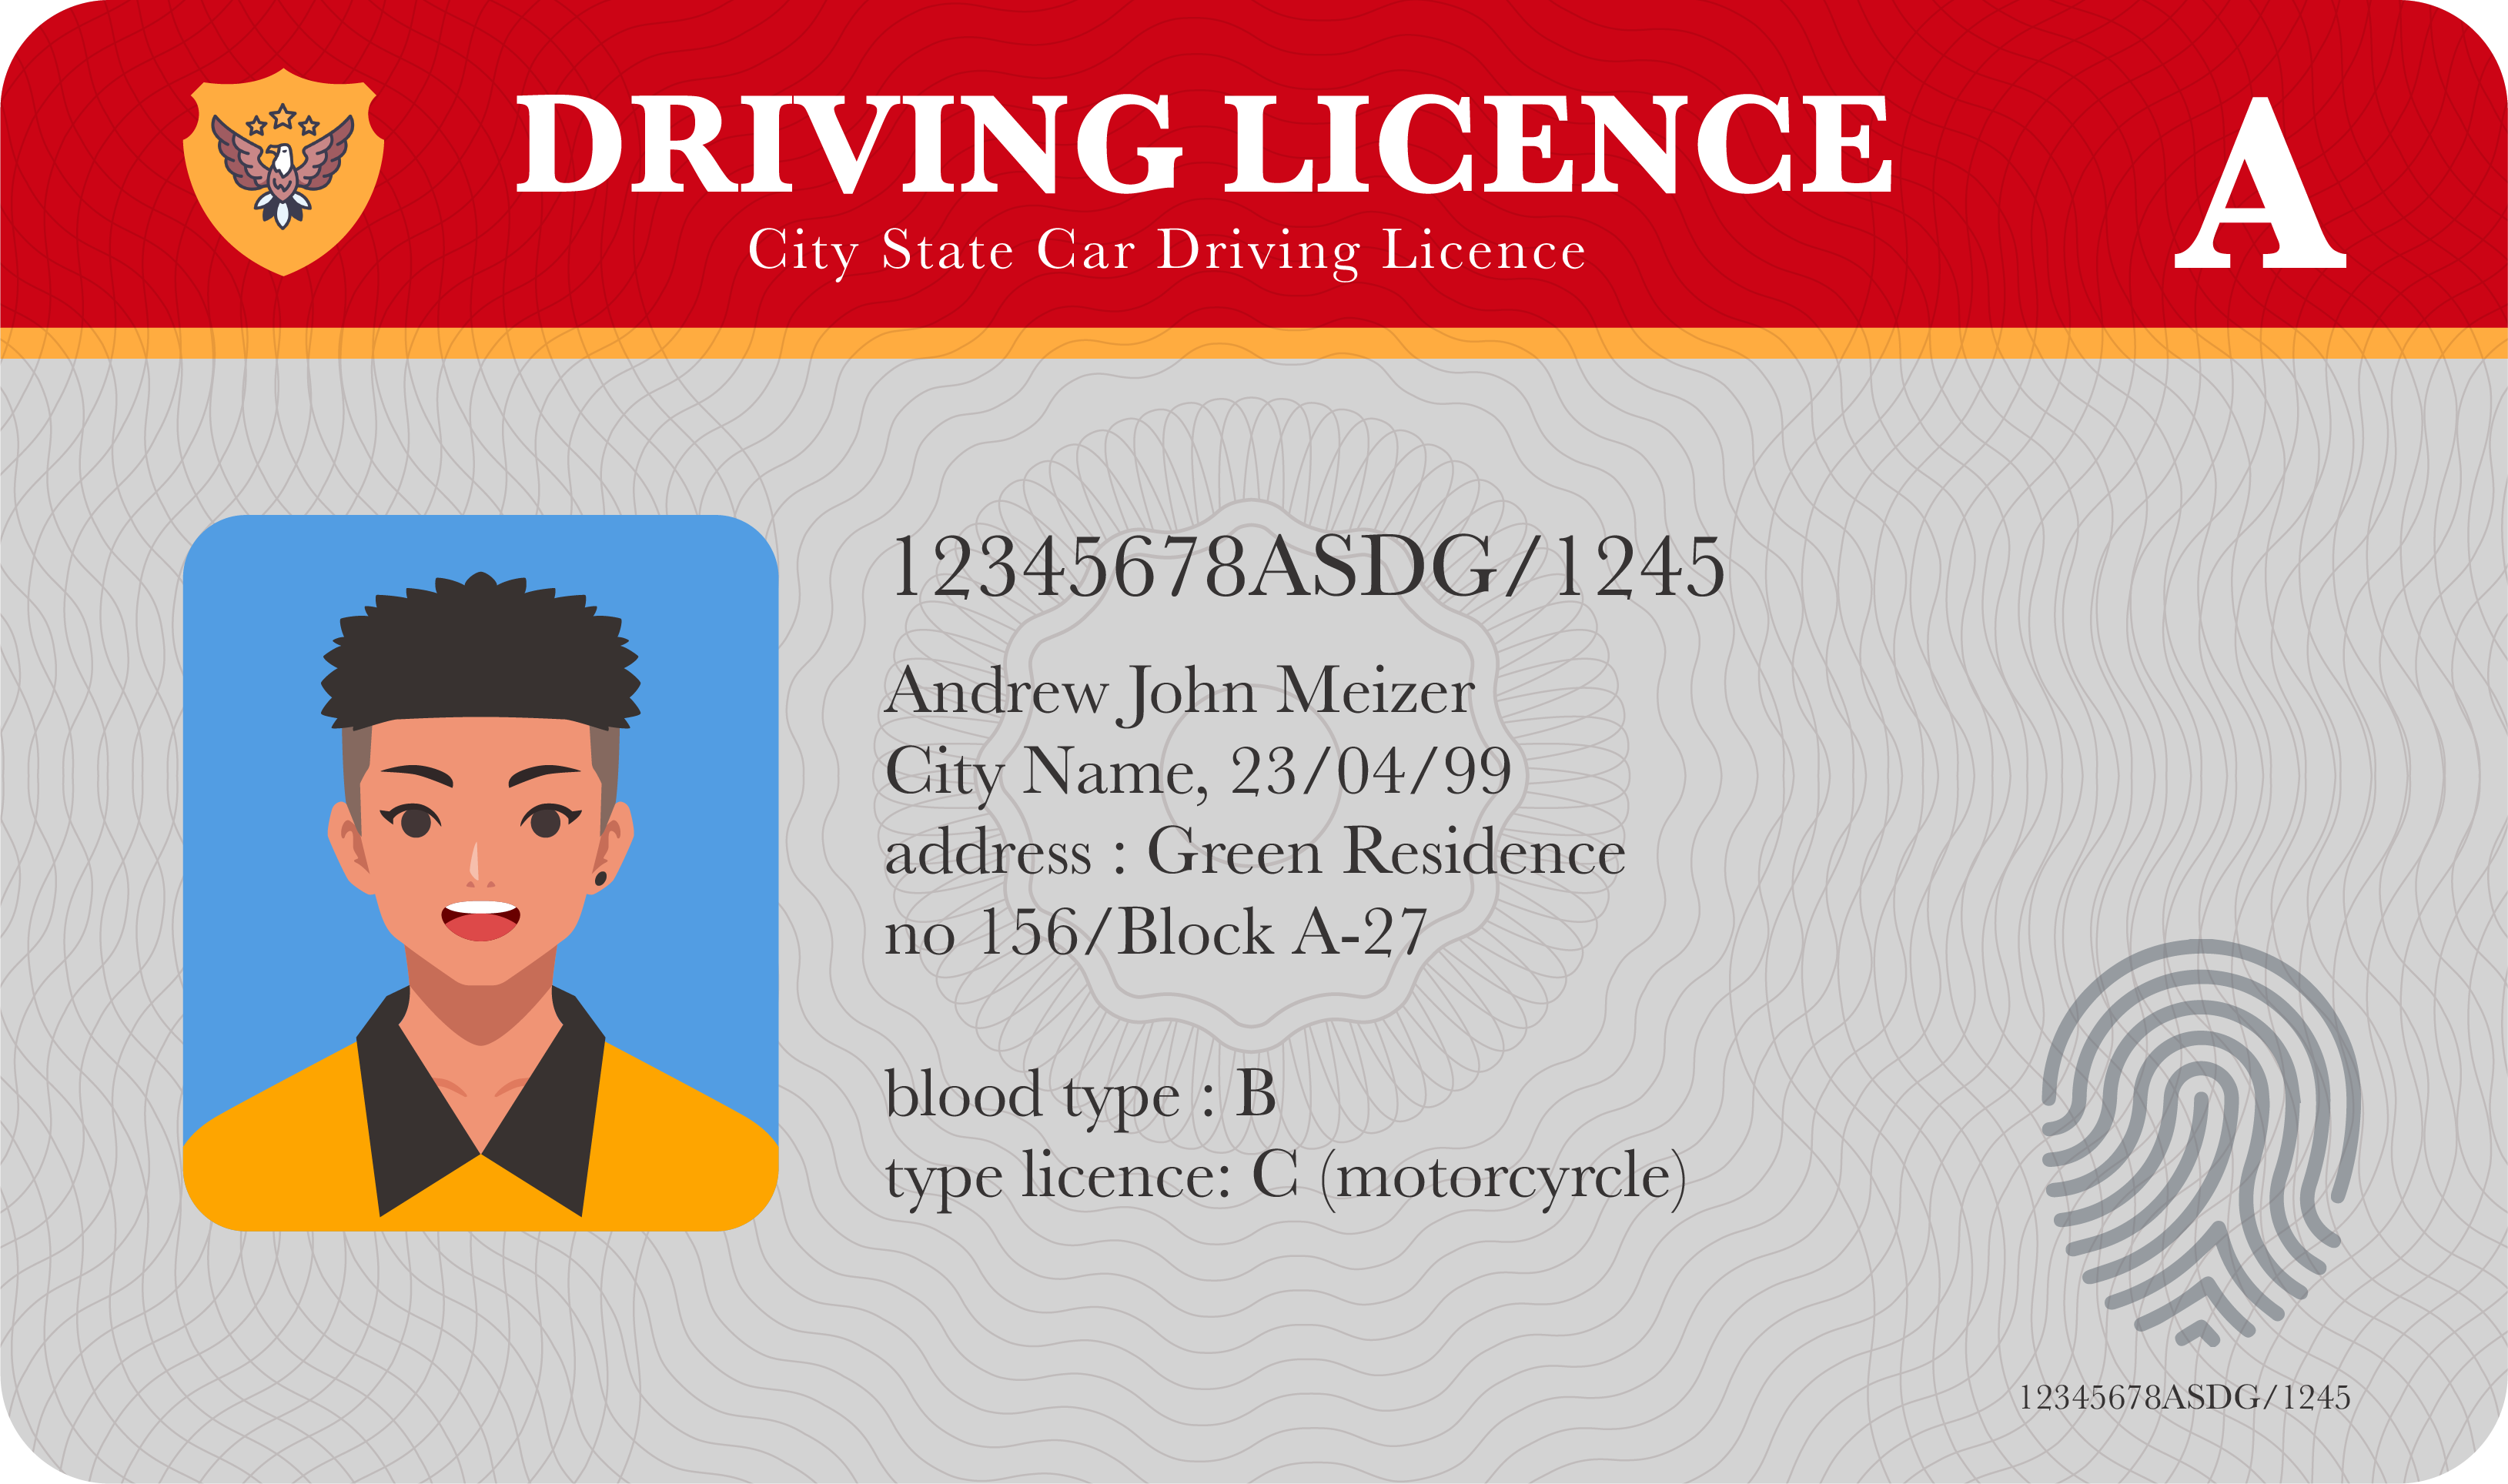 DRIVING LICENCE
City State Car Driving Licence
A
12345678ASDG/1245
Andrew John Meizer
City Name, 23/04/99
address : Green Residence
no 156/Block A-27
blood type : B
type licence: C (motorcyrcle)
12345678ASDG/1245